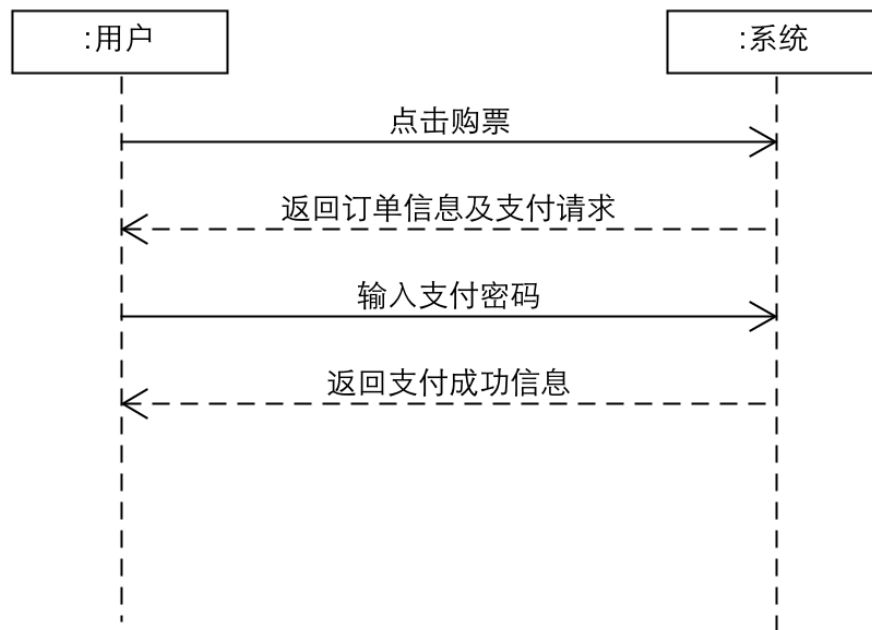 :用户
:系统
点击购票
返回订单信息及支付请求
输入支付密码
返回支付成功信息